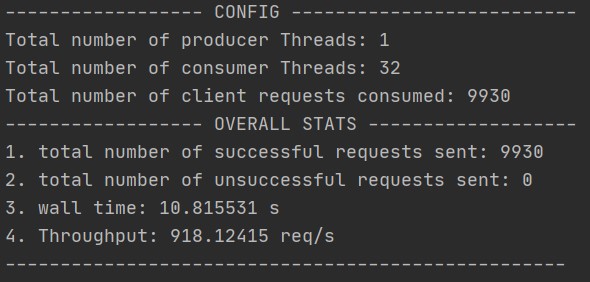 ------------------ CONFIG --------------------------
Total number of producer Threads: 1
Total number of consumer Threads: 32
Total number of client requests consumed: 9930
------------------ OVERALL STATS -------------------
1. total number of successful requests sent: 9930
2. total number of unsuccessful requests sent: 0
3. wall time: 10.815531 s
4. Throughput: 918.12415 req/s
---------------------------------------------------